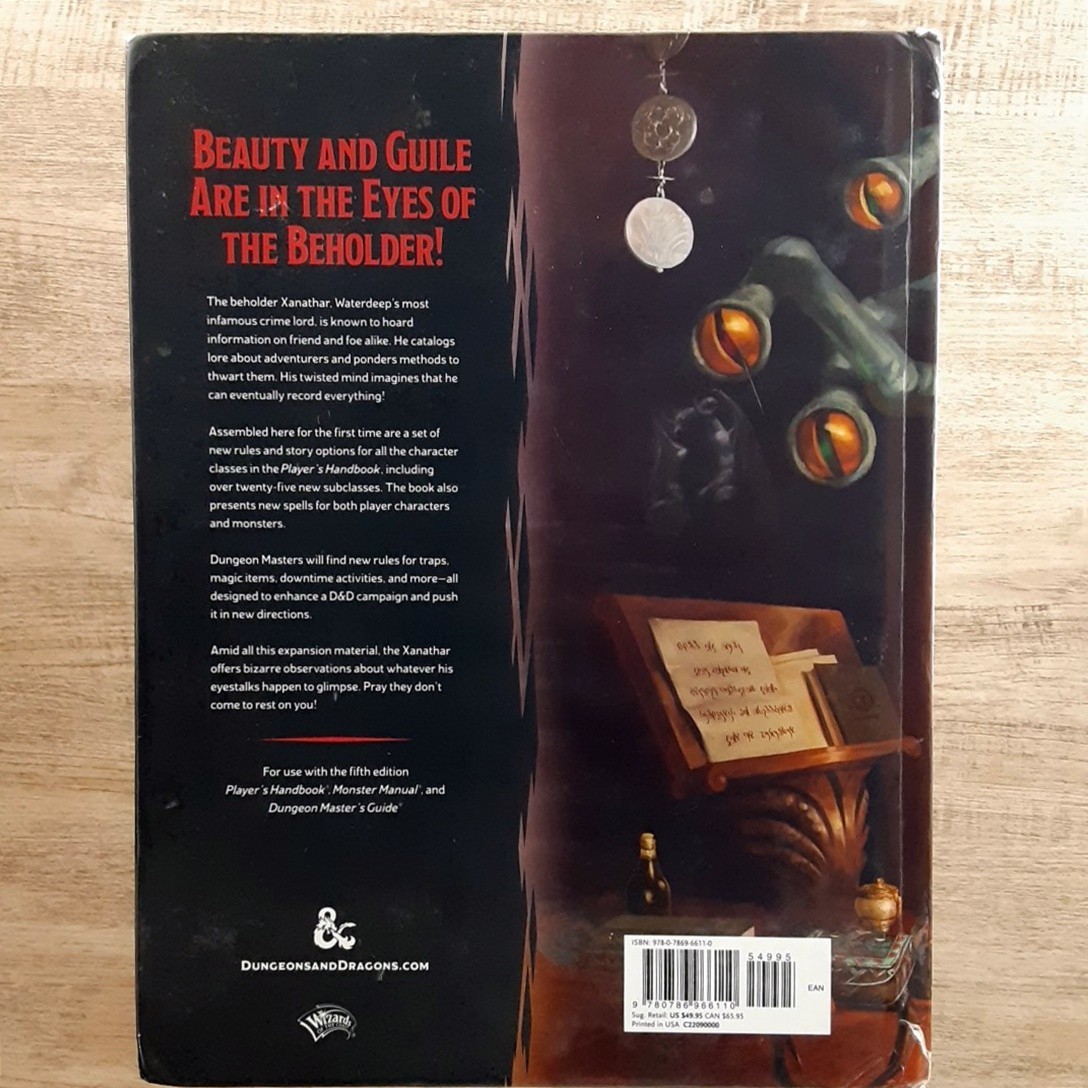 BEAUTY AND GUILE
ARE IN THE EYES OF
THE BEHOLDER!
The beholder Xanathar, Waterdeep's most
infamous crime lord, is known to hoard
information on friend and foe alike. He catalogs
lore about adventurers and ponders methods to
thwart them. His twisted mind imagines that he
can eventually record everything!
Assembled here for the first time are a set of
new rules and story options for all the character
classes in the Player's Handbook, including
over twenty-five new subclasses. The book also
presents new spells for both player characters
and monsters.
Dungeon Masters will find new rules for traps,
magic items, downtime activities, and more—all
designed to enhance a D&D campaign and push
it in new directions.
Amid all this expansion material, the Xanathar
offers bizarre observations about whatever his
eyestalks happen to glimpse. Pray they don't
come to rest on you!
For use with the fifth edition
Player's Handbook®, Monster Manual®, and
Dungeon Master's Guide®
&
DUNGEONSANDDRAGONS.COM
Wizards
OF THE COAST
ISBN: 978-0-7869-6611-0
54995
EAN
9 780786 966110
Sug. Retail: US $49.95 CAN $65.95
Printed in USA C22090000